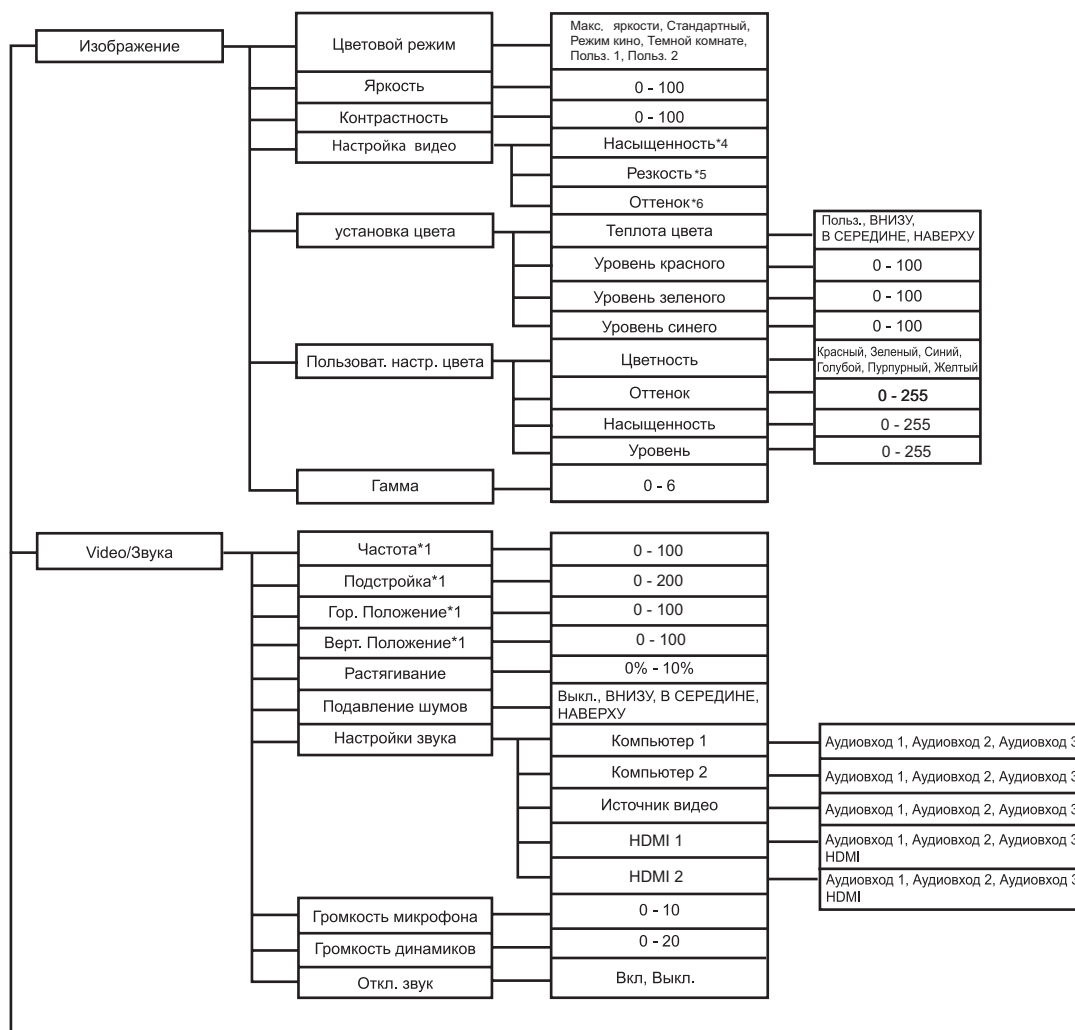 Изображение
Цветовой режим
Макс. яркости, Стандартный,
Режим кино, Темной комнате,
Польз. 1, Польз. 2
Яркость
0 - 100
Контрастность
0 - 100
Настройка видео
Насыщенность*4
Резкость*5
Оттенок*6
установка цвета
Теплота цвета
Польз., ВНИЗУ,
В СЕРЕДИНЕ, НАВЕРХУ
Уровень красного
0 - 100
Уровень зеленого
0 - 100
Уровень синего
0 - 100
Пользоват. настр. цвета
Цветность
Красный, Зеленый, Синий,
Голубой, Пурпурный, Желтый
Оттенок
0 - 255
Насыщенность
0 - 255
Уровень
0 - 255
Гамма
0 - 6
Video/Звука
Частота*1
0 - 100
Подстройка*1
0 - 200
Гор. Положение*1
0 - 100
Верт. Положение*1
0 - 100
Растягивание
0% - 10%
Подавление шумов
Выкл., ВНИЗУ, В СЕРЕДИНЕ,
НАВЕРХУ
Настройки звука
Компьютер 1
Аудиовход 1, Аудиовход 2, Аудиовход 3
Компьютер 2
Аудиовход 1, Аудиовход 2, Аудиовход 3
Источник видео
Аудиовход 1, Аудиовход 2, Аудиовход 3
HDMI 1
Аудиовход 1, Аудиовход 2, Аудиовход 3
HDMI
HDMI 2
Аудиовход 1, Аудиовход 2, Аудиовход 3
HDMI
Громкость микрофона
0 - 10
Громкость динамиков
0 - 20
Откл. звук
Вкл, Выкл.